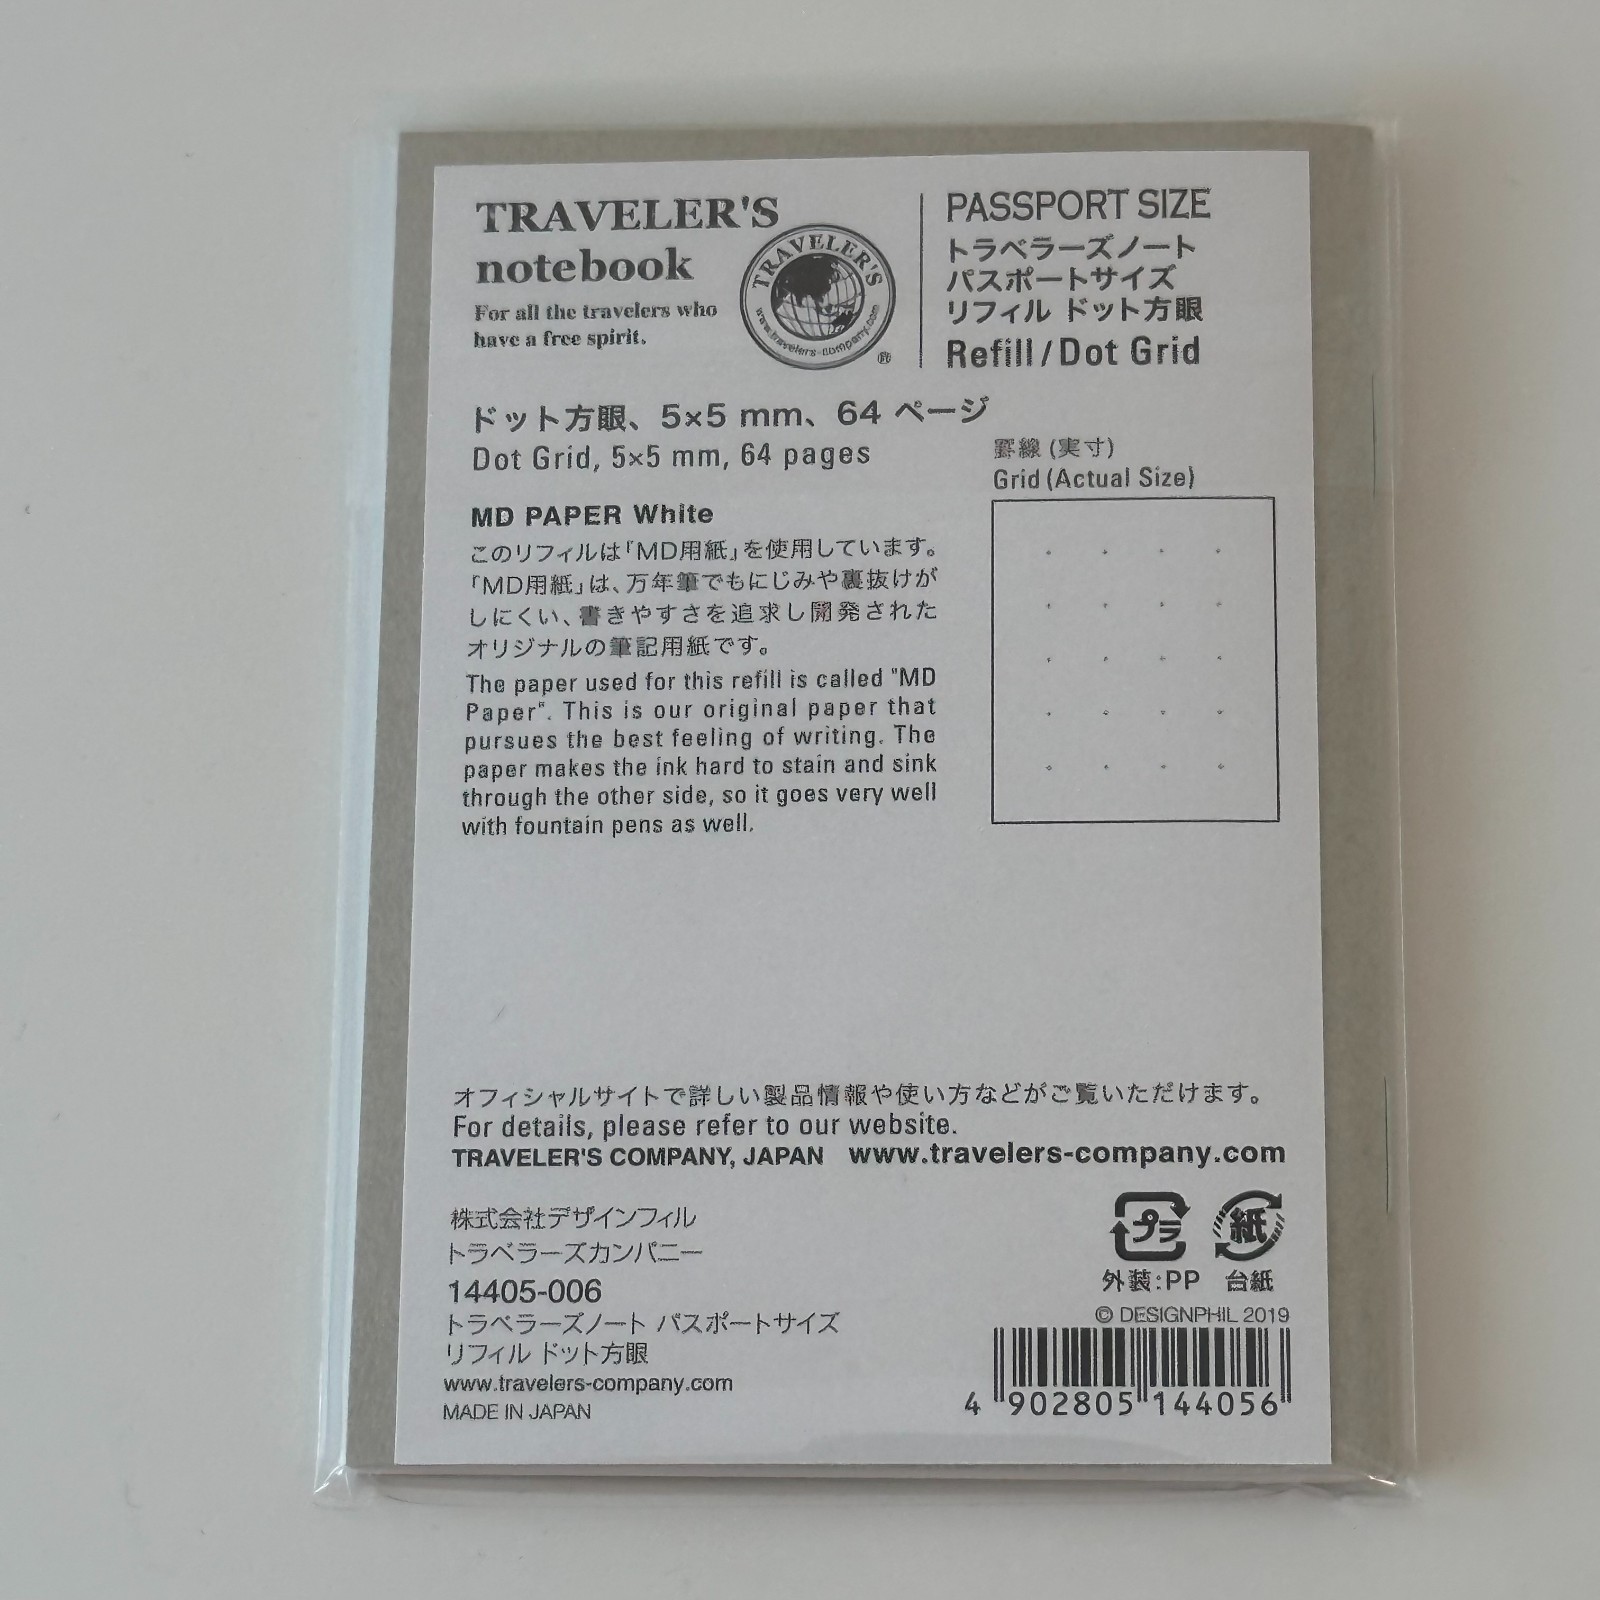 TRAVELER'S
notebook
For all the travelers who
have a free spirit.
TRAVELER'S
www.travelers-company.com
®
PASSPORT SIZE
トラベラーズノート
パスポートサイズ
リフィル ドット方眼
Refill / Dot Grid
ドット方眼、5×5 mm、64 ページ
Dot Grid, 5×5 mm, 64 pages
罫線 (実寸)
Grid (Actual Size)
MD PAPER White
このリフィルは「MD用紙」を使用しています。
「MD用紙」は、万年筆でもにじみや裏抜けが
しにくい、書きやすさを追求し開発された
オリジナルの筆記用紙です。
The paper used for this refill is called "MD
Paper". This is our original paper that
pursues the best feeling of writing. The
paper makes the ink hard to stain and sink
through the other side, so it goes very well
with fountain pens as well.
オフィシャルサイトで詳しい製品情報や使い方などがご覧いただけます。
For details, please refer to our website.
TRAVELER'S COMPANY, JAPAN www.travelers-company.com
株式会社デザインフィル
トラベラーズカンパニー
14405-006
トラベラーズノート パスポートサイズ
リフィル ドット方眼
www.travelers-company.com
MADE IN JAPAN
プラ 紙
外装:PP 台紙
© DESIGNPHIL 2019
4 902805 144056